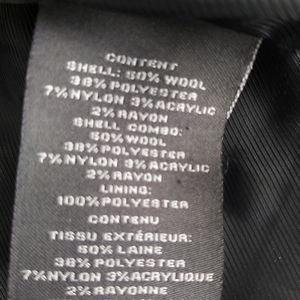 CONTENT
SHELL: 50% WOOL
38% POLYESTER
7% NYLON 3% ACRYLIC
2% RAYON
SHELL COMBO:
50% WOOL
38% POLYESTER
7% NYLON 3% ACRYLIC
2% RAYON
LINING:
100% POLYESTER
CONTENU
TISSU EXTÉRIEUR:
50% LAINE
38% POLYESTER
7% NYLON 3% ACRYLIQUE
2% RAYONNE